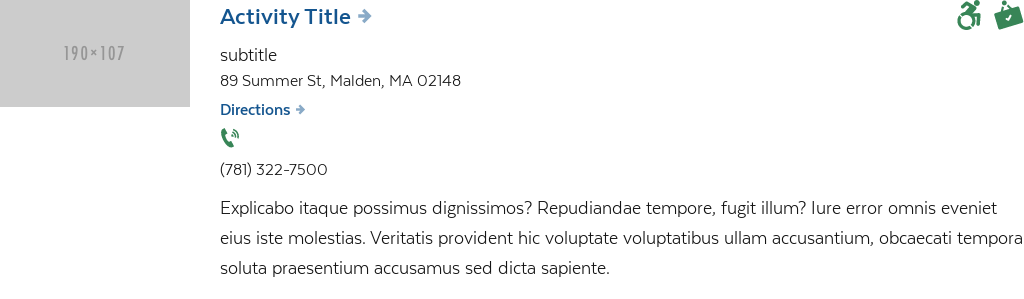 190×107
Activity Title
subtitle
89 Summer St, Malden, MA 02148
Directions
(781) 322-7500
Explicabo itaque possimus dignissimos? Repudiandae tempore, fugit illum? Iure error omnis eveniet
eius iste molestias. Veritatis provident hic voluptate voluptatibus ullam accusantium, obcaecati tempora
soluta praesentium accusamus sed dicta sapiente.